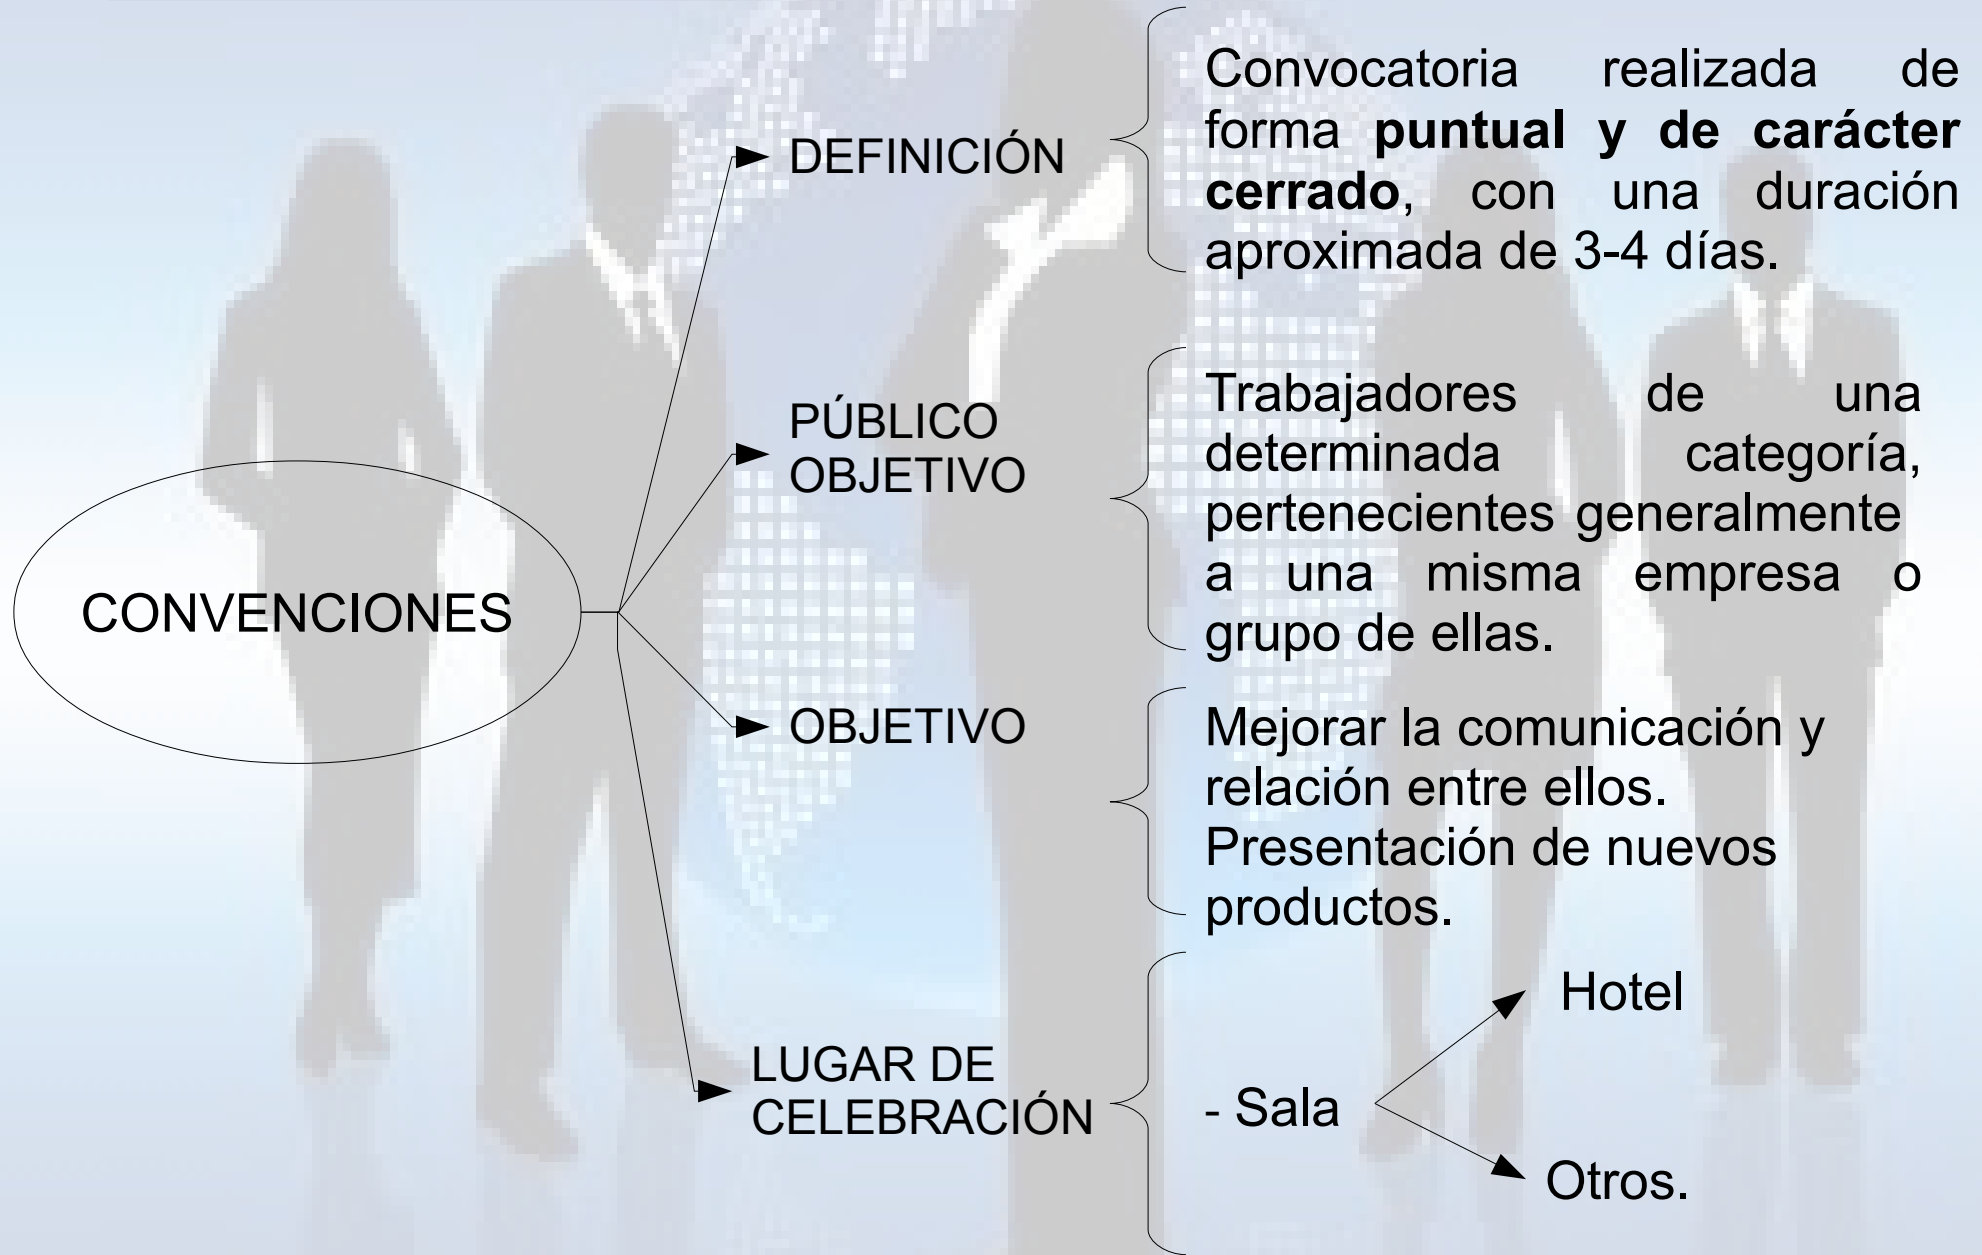 CONVENCIONES
DEFINICIÓN
Convocatoria realizada de
forma puntual y de carácter
cerrado, con una duración
aproximada de 3-4 días.
PÚBLICO
OBJETIVO
Trabajadores de una
determinada categoría,
pertenecientes generalmente
a una misma empresa o
grupo de ellas.
OBJETIVO
Mejorar la comunicación y
relación entre ellos.
Presentación de nuevos
productos.
LUGAR DE
CELEBRACIÓN
- Sala
Hotel
Otros.